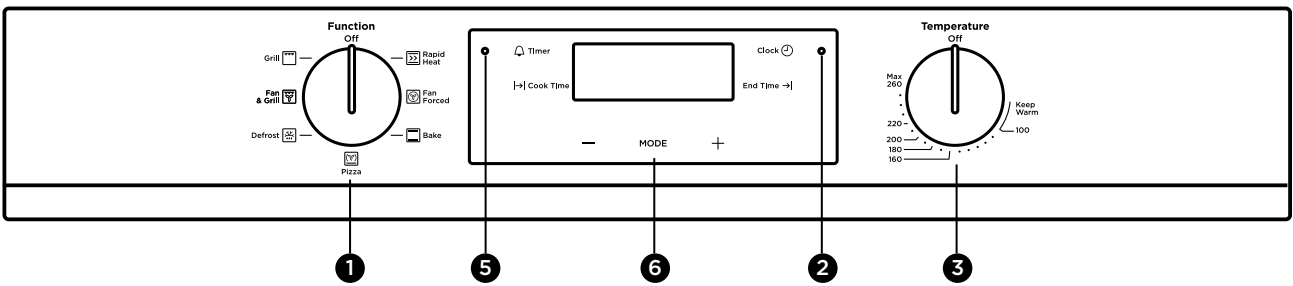 Function
Off
Grill
Rapid
Heat
Fan
& Grill
Fan
Forced
Defrost
Bake
Pizza
Timer
Clock
Cook Time
End Time
MODE
Temperature
Off
Max
260
Keep
Warm
220
100
200
180
160
1
5
6
2
3